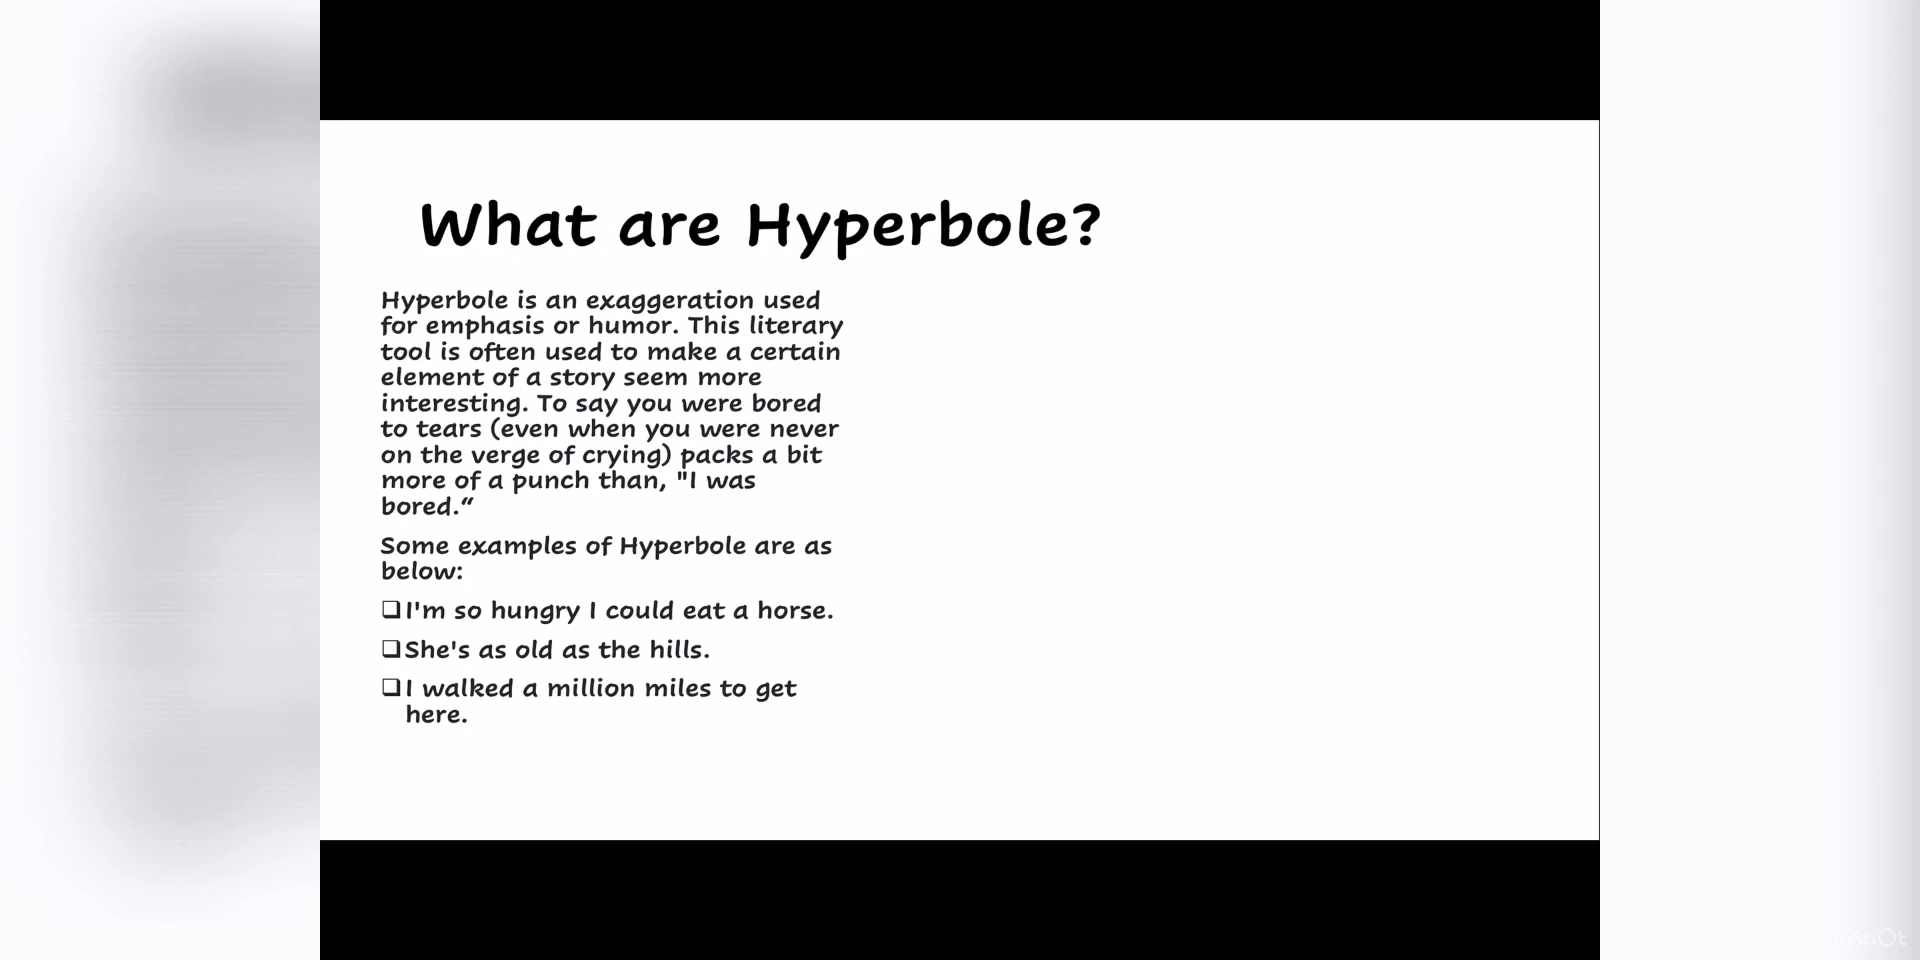 What are Hyperbole?
Hyperbole is an exaggeration used
for emphasis or humor. This literary
tool is often used to make a certain
element of a story seem more
interesting. To say you were bored
to tears (even when you were never
on the verge of crying) packs a bit
more of a punch than, "I was
bored.“
Some examples of Hyperbole are as
below:
❑I'm so hungry I could eat a horse.
❑She's as old as the hills.
❑I walked a million miles to get
here.
InShOt